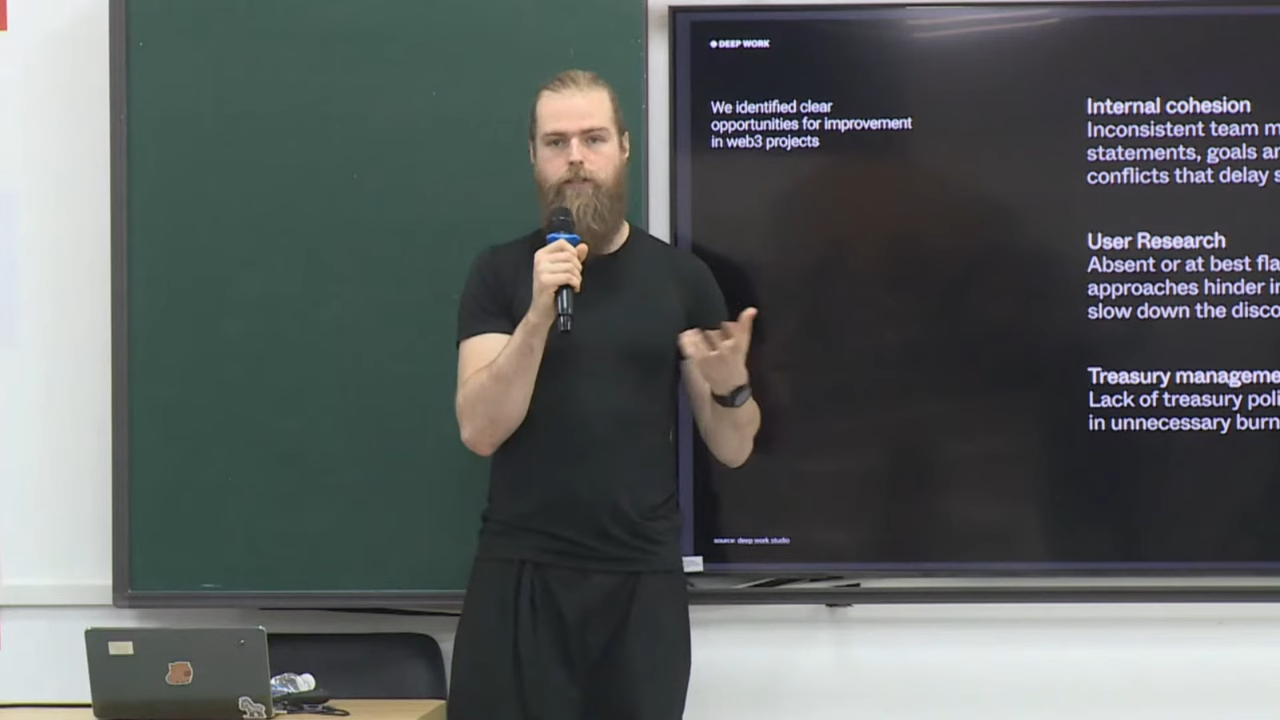 DEEP WORK
We identified clear
opportunities for improvement
in web3 projects
Internal cohesion
Inconsistent team
statements, goals
conflicts that delay
User Research
Absent or at best
approaches hinder
slow down the
Treasury
Lack of treasury
in unnecessary
source: deep work studio